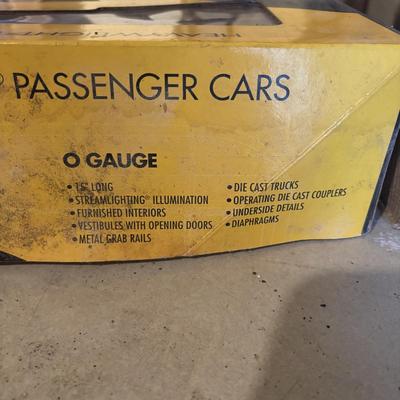 HEAVYWEIGHT
® PASSENGER CARS
O GAUGE
• 15" LONG
• STREAMLIGHTING® ILLUMINATION
• FURNISHED INTERIORS
• VESTIBULES WITH OPENING DOORS
• METAL GRAB RAILS
• DIE CAST TRUCKS
• OPERATING DIE CAST COUPLERS
• UNDERSIDE DETAILS
• DIAPHRAGMS